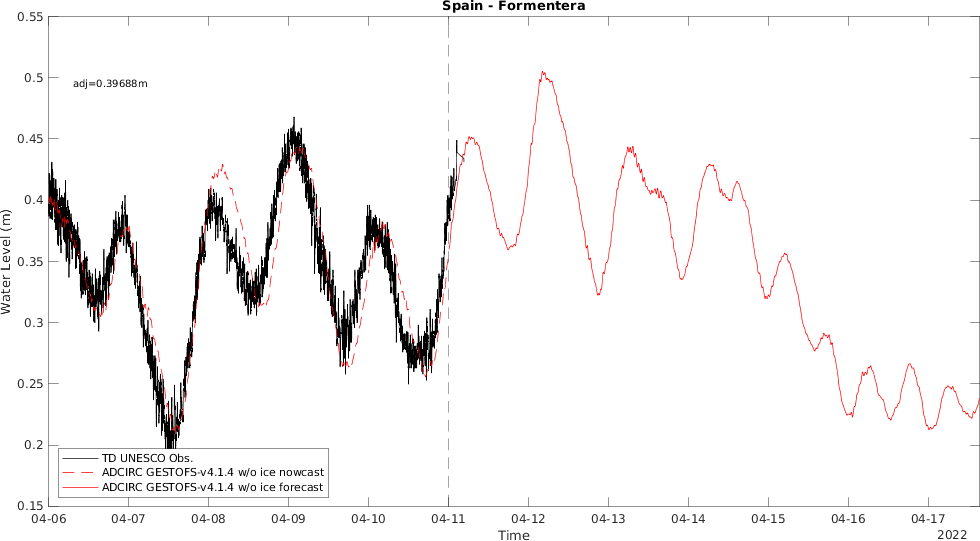 Spain - Formentera
0.55
0.5
0.45
0.4
0.35
0.3
0.25
0.2
0.15
Water Level (m)
adj=0.39688m
TD UNESCO Obs.
ADCIRC GESTOFS-v4.1.4 w/o ice nowcast
ADCIRC GESTOFS-v4.1.4 w/o ice forecast
04-06 04-07 04-08 04-09 04-10 04-11 04-12 04-13 04-14 04-15 04-16 04-17
Time
2022